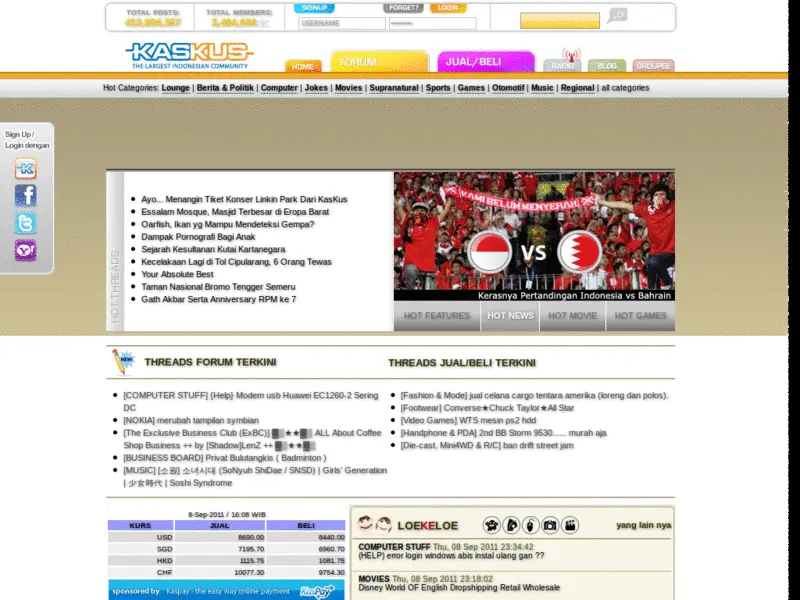 TOTAL POSTS:
TOTAL MEMBERS:
SIGNUP
FORGET?
LOGIN
USERNAME
KASKUS
THE LARGEST INDONESIAN COMMUNITY
HOME
FORUM
JUAL/BELI
RADIO
BLOG
GROUPEE
Hot Categories: Lounge | Berita & Politik | Computer | Jokes | Movies | Supranatural | Sports | Games | Otomotif | Music | Regional | all categories
Sign Up /
Login dengan
HOT THREADS
Ayo... Menangin Tiket Konser Linkin Park Dari KasKus
Essalam Mosque, Masjid Terbesar di Eropa Barat
Oarfish, Ikan yg Mampu Mendeteksi Gempa?
Dampak Pornografi Bagi Anak
Sejarah Kesultanan Kutai Kartanegara
Kecelakaan Lagi di Tol Cipularang, 6 Orang Tewas
Your Absolute Best
Taman Nasional Bromo Tengger Semeru
Gath Akbar Serta Anniversary RPM ke 7
KAMI BELUM MENYERAH!
VS
Kerasnya Pertandingan Indonesia vs Bahrain
HOT FEATURES
HOT NEWS
HOT MOVIE
HOT GAMES
NEW
THREADS FORUM TERKINI
[COMPUTER STUFF] {Help} Modem usb Huawei EC1260-2 Sering
DC
[NOKIA] merubah tampilan symbian
[The Exclusive Business Club (ExBC)] ▓▒★★▓▒ ALL About Coffee
Shop Business ++ by [Shadow]LenZ ++ ▓▒★★▓▒
[BUSINESS BOARD] Privat Bulutangkis ( Badminton )
[MUSIC] [소원] 소녀시대 (SoNyuh ShiDae / SNSD) | Girls' Generation
| 少女時代 | Soshi Syndrome
THREADS JUAL/BELI TERKINI
[Fashion & Mode] jual celana cargo tentara amerika (loreng dan polos).
[Footwear] Converse★Chuck Taylor★All Star
[Video Games] WTS mesin ps2 hdd
[Handphone & PDA] 2nd BB Storm 9530...... murah aja
[Die-cast, Mini4WD & R/C] ban drift street jam
8-Sep-2011 / 16:08 WIB
KURS JUAL BELI
USD 8690.00 8440.00
SGD 7195.70 6960.70
HKD 1115.75 1081.75
CHF 10077.30 9754.30
sponsored by : Kaspay - the easy way online payment KasPay
LOEKELOE
yang lain nya
COMPUTER STUFF Thu, 08 Sep 2011 23:34:42
(HELP) error login windows abis instal ulang gan ??
MOVIES Thu, 08 Sep 2011 23:18:02
Disney World OF English Dropshipping Retail Wholesale